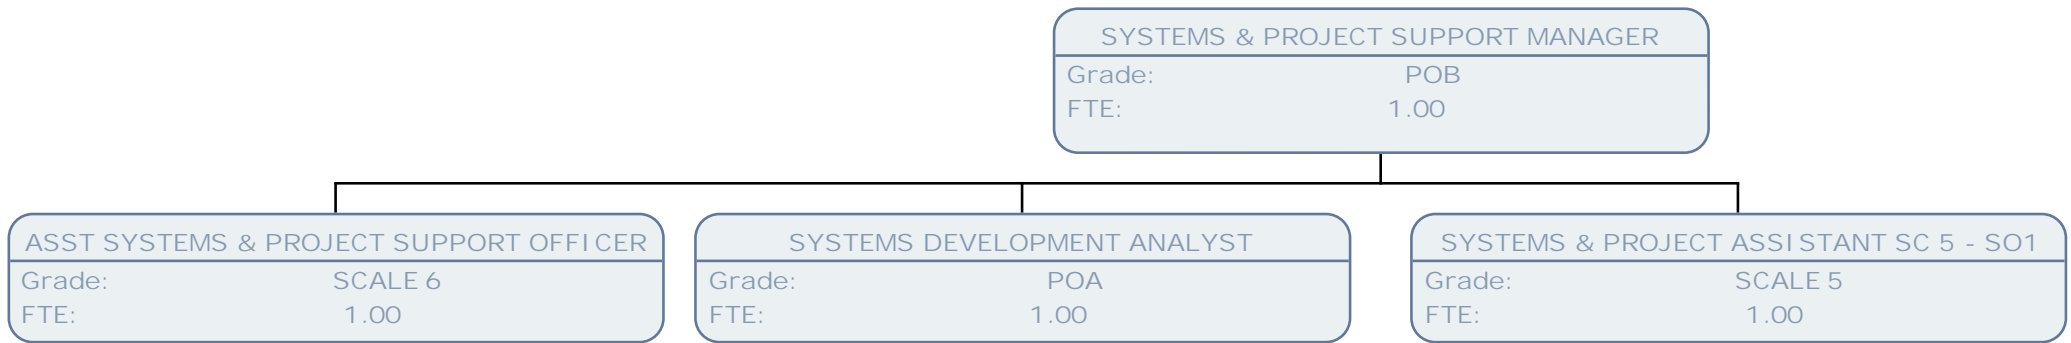 SYSTEMS & PROJECT SUPPORT MANAGER
Grade: POB
FTE: 1.00
ASST SYSTEMS & PROJECT SUPPORT OFFICER
Grade: SCALE 6
FTE: 1.00
SYSTEMS DEVELOPMENT ANALYST
Grade: POA
FTE: 1.00
SYSTEMS & PROJECT ASSISTANT SC 5 - SO1
Grade: SCALE 5
FTE: 1.00